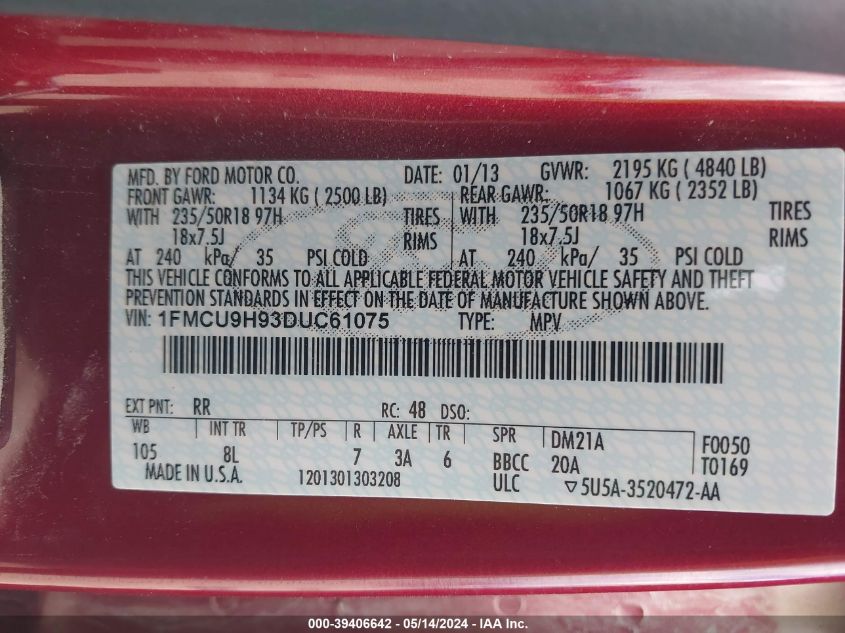 MFD. BY FORD MOTOR CO. DATE: 01/13 GVWR: 2195 KG ( 4840 LB)
FRONT GAWR: 1134 KG ( 2500 LB) REAR GAWR: 1067 KG ( 2352 LB)
WITH 235/50R18 97H TIRES WITH 235/50R18 97H TIRES
18x7.5J RIMS 18x7.5J RIMS
AT 240 kPa/ 35 PSI COLD AT 240 kPa/ 35 PSI COLD
THIS VEHICLE CONFORMS TO ALL APPLICABLE FEDERAL MOTOR VEHICLE SAFETY AND THEFT
PREVENTION STANDARDS IN EFFECT ON THE DATE OF MANUFACTURE SHOWN ABOVE.
VIN: 1FMCU9H93DUC61075 TYPE: MPV
EXT PNT: RR RC: 48 DSO:
WB INT TR TP/PS R AXLE TR SPR DM21A F0050
105 8L 7 3A 6 BBCC 20A T0169
MADE IN U.S.A. 1201301303208 ULC ▽5U5A-3520472-AA
000-39406642 / 05/14/2024 - IAA Inc.